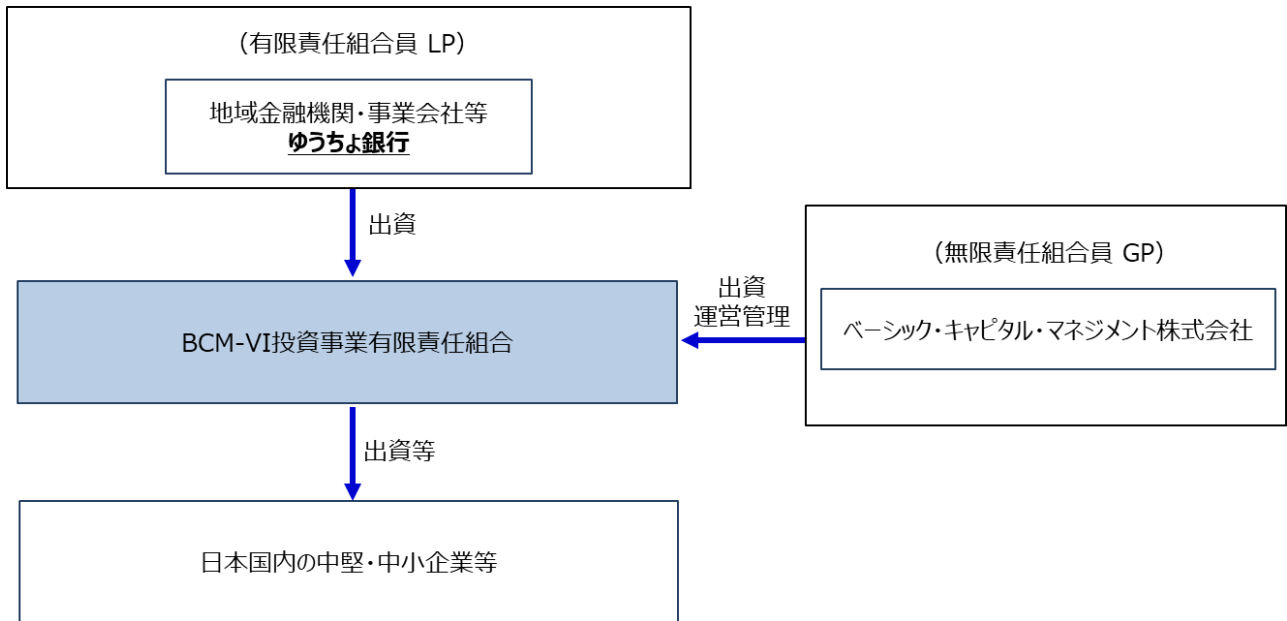 （有限責任組合員 LP）
地域金融機関・事業会社等
ゆうちょ銀行
出資
（無限責任組合員 GP）
ベーシック・キャピタル・マネジメント株式会社
出資
運営管理
BCM-VI投資事業有限責任組合
出資等
日本国内の中堅・中小企業等